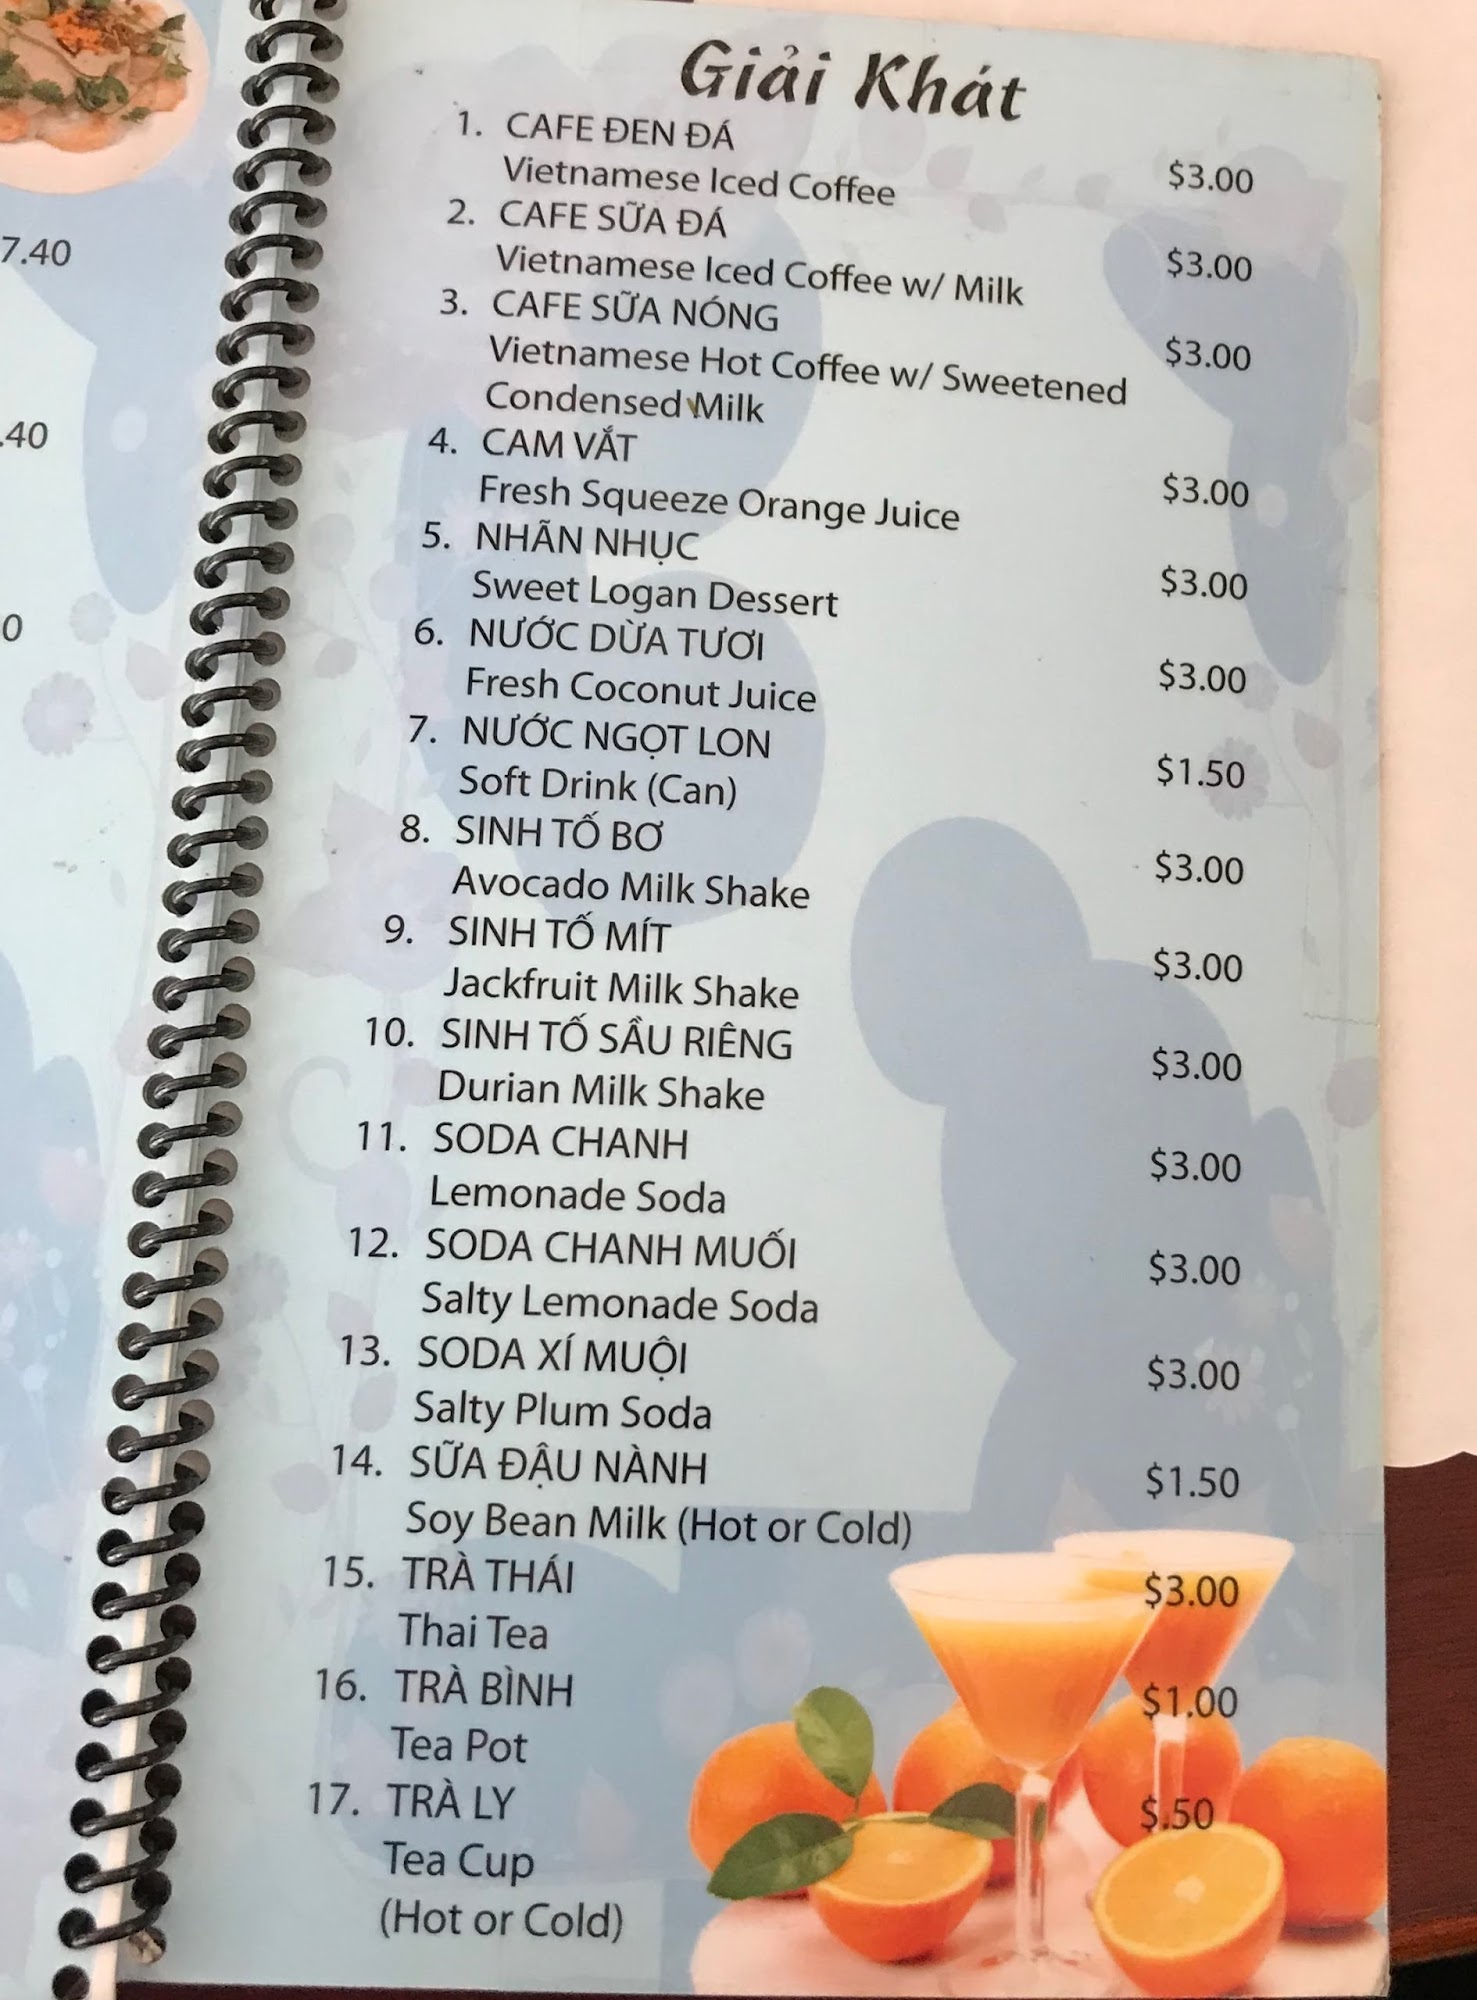 7.40
.40
0
Giải Khát
1. CAFE ĐEN ĐÁ
Vietnamese Iced Coffee $3.00
2. CAFE SỮA ĐÁ
Vietnamese Iced Coffee w/ Milk $3.00
3. CAFE SỮA NÓNG
Vietnamese Hot Coffee w/ Sweetened $3.00
Condensed Milk
4. CAM VẮT
Fresh Squeeze Orange Juice $3.00
5. NHÃN NHỤC
Sweet Logan Dessert $3.00
6. NƯỚC DỪA TƯƠI
Fresh Coconut Juice $3.00
7. NƯỚC NGỌT LON
Soft Drink (Can) $1.50
8. SINH TỐ BƠ
Avocado Milk Shake $3.00
9. SINH TỐ MÍT
Jackfruit Milk Shake $3.00
10. SINH TỐ SẦU RIÊNG
Durian Milk Shake $3.00
11. SODA CHANH
Lemonade Soda $3.00
12. SODA CHANH MUỐI
Salty Lemonade Soda $3.00
13. SODA XÍ MUỘI
Salty Plum Soda $3.00
14. SỮA ĐẬU NÀNH
Soy Bean Milk (Hot or Cold) $1.50
15. TRÀ THÁI $3.00
Thai Tea
16. TRÀ BÌNH $1.00
Tea Pot
17. TRÀ LY $.50
Tea Cup
(Hot or Cold)